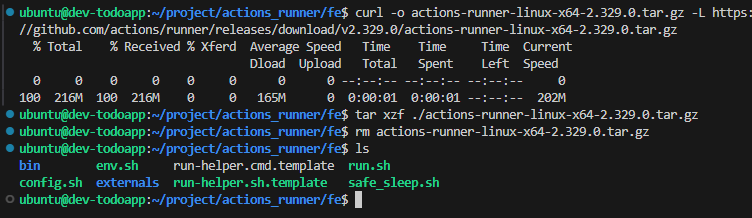 ubuntu@dev-todoapp:~/project/actions_runner/fe$ curl -o actions-runner-linux-x64-2.329.0.tar.gz -L https:
//github.com/actions/runner/releases/download/v2.329.0/actions-runner-linux-x64-2.329.0.tar.gz
% Total % Received % Xferd Average Speed Time Time Time Current
Dload Upload Total Spent Left Speed
0 0 0 0 0 0 0 0 --:--:-- --:--:-- --:--:-- 0
100 216M 100 216M 0 0 165M 0 0:00:01 0:00:01 --:--:-- 202M
ubuntu@dev-todoapp:~/project/actions_runner/fe$ tar xzf ./actions-runner-linux-x64-2.329.0.tar.gz
ubuntu@dev-todoapp:~/project/actions_runner/fe$ rm actions-runner-linux-x64-2.329.0.tar.gz
ubuntu@dev-todoapp:~/project/actions_runner/fe$ ls
bin env.sh run-helper.cmd.template run.sh
config.sh externals run-helper.sh.template safe_sleep.sh
ubuntu@dev-todoapp:~/project/actions_runner/fe$